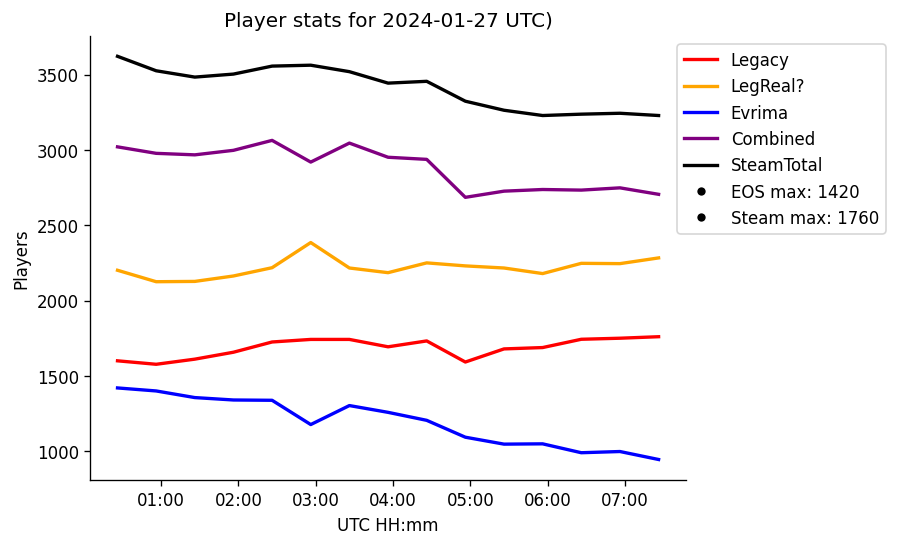 Player stats for 2024-01-27 UTC)
Legacy
LegReal?
Evrima
Combined
SteamTotal
EOS max: 1420
Steam max: 1760
Players
3500
3000
2500
2000
1500
1000
01:00 02:00 03:00 04:00 05:00 06:00 07:00
UTC HH:mm